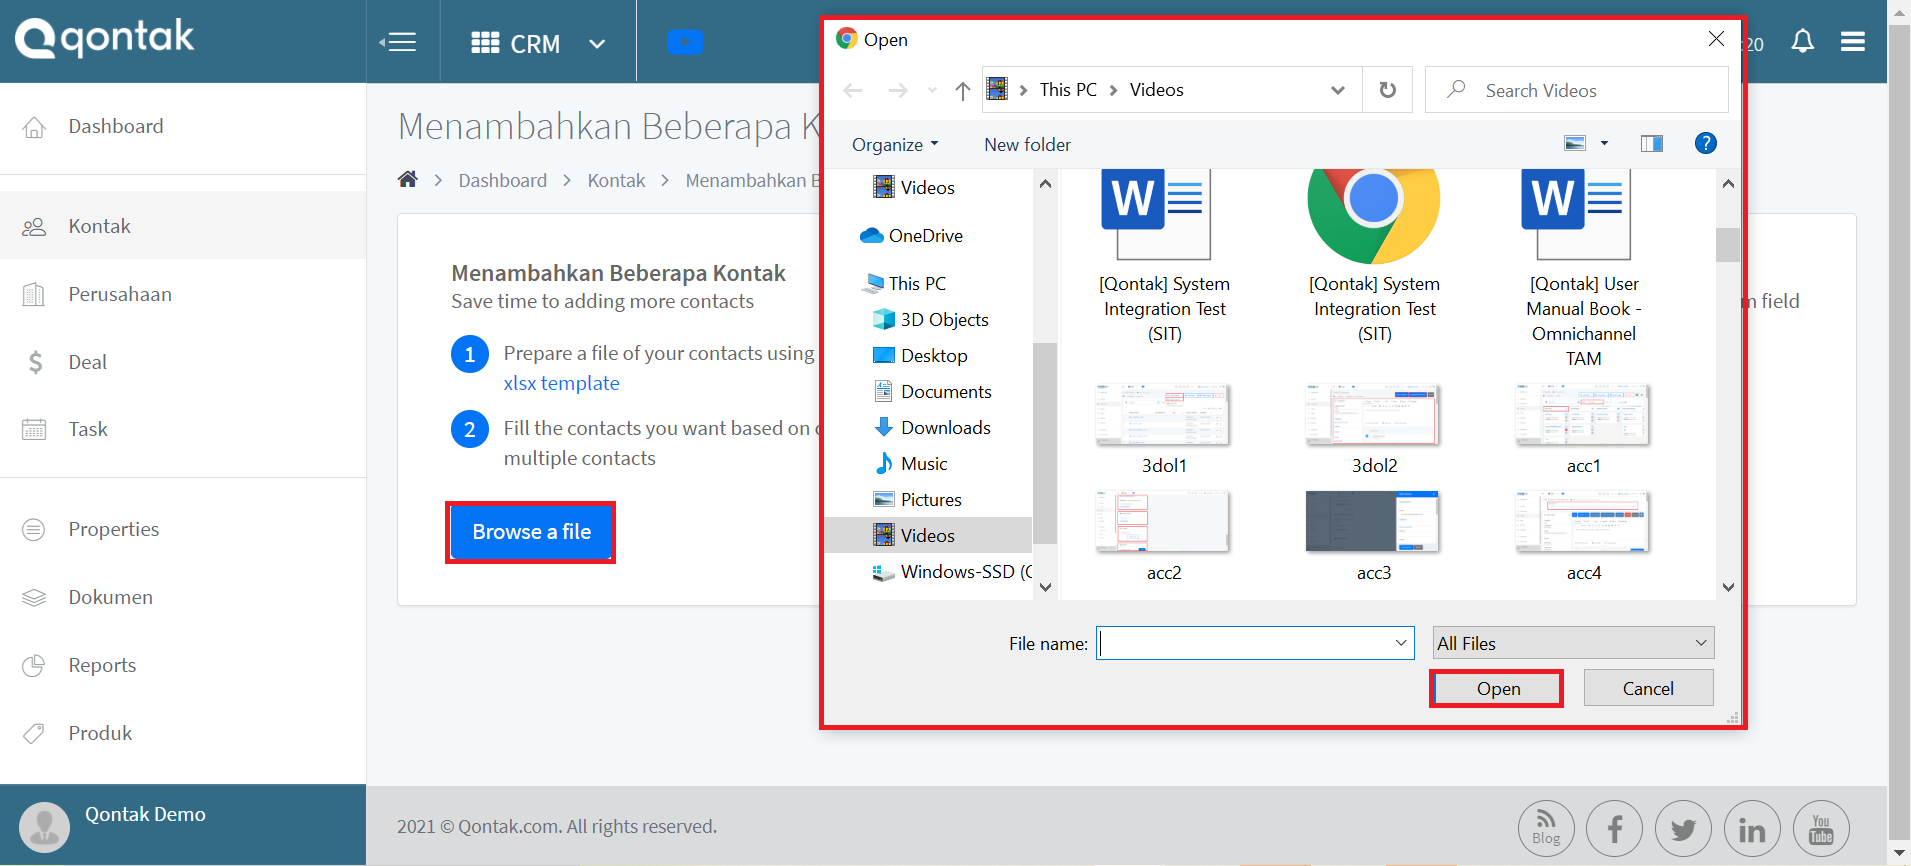 qontak
CRM
20
Dashboard
Kontak
Perusahaan
Deal
Task
Properties
Dokumen
Reports
Produk
Qontak Demo
Menambahkan Beberapa K
Dashboard
Kontak
Menambahkan B
Menambahkan Beberapa Kontak
Save time to adding more contacts
1
Prepare a file of your contacts using
xlsx template
2
Fill the contacts you want based on
multiple contacts
Browse a file
field
Open
This PC
Videos
Search Videos
Organize
New folder
?
Videos
OneDrive
This PC
3D Objects
Desktop
Documents
Downloads
Music
Pictures
Videos
Windows-SSD (C
W
[Qontak] System
Integration Test
(SIT)
[Qontak] System
Integration Test
(SIT)
W
[Qontak] User
Manual Book -
Omnichannel
TAM
3dol1
3dol2
acc1
acc2
acc3
acc4
File name:
All Files
Open
Cancel
2021 © Qontak.com. All rights reserved.
Blog
You
Tube